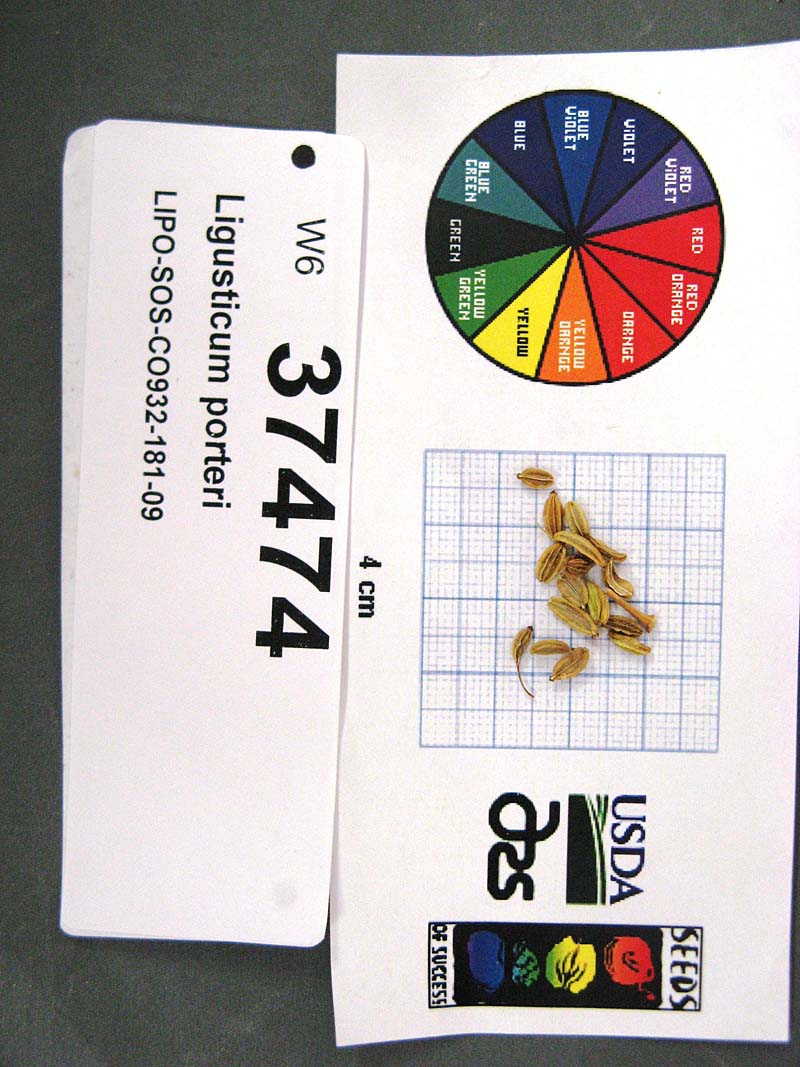 W6 37474
Ligusticum porteri
LIPO-SOS-CO932-181-09
RED
RED
ORANGE
ORANGE
YELLOW
ORANGE
YELLOW
YELLOW
GREEN
GREEN
BLUE
GREEN
BLUE
BLUE
VIOLET
VIOLET
RED
VIOLET
4 cm
USDA
ars
SEEDS
OF SUCCESS